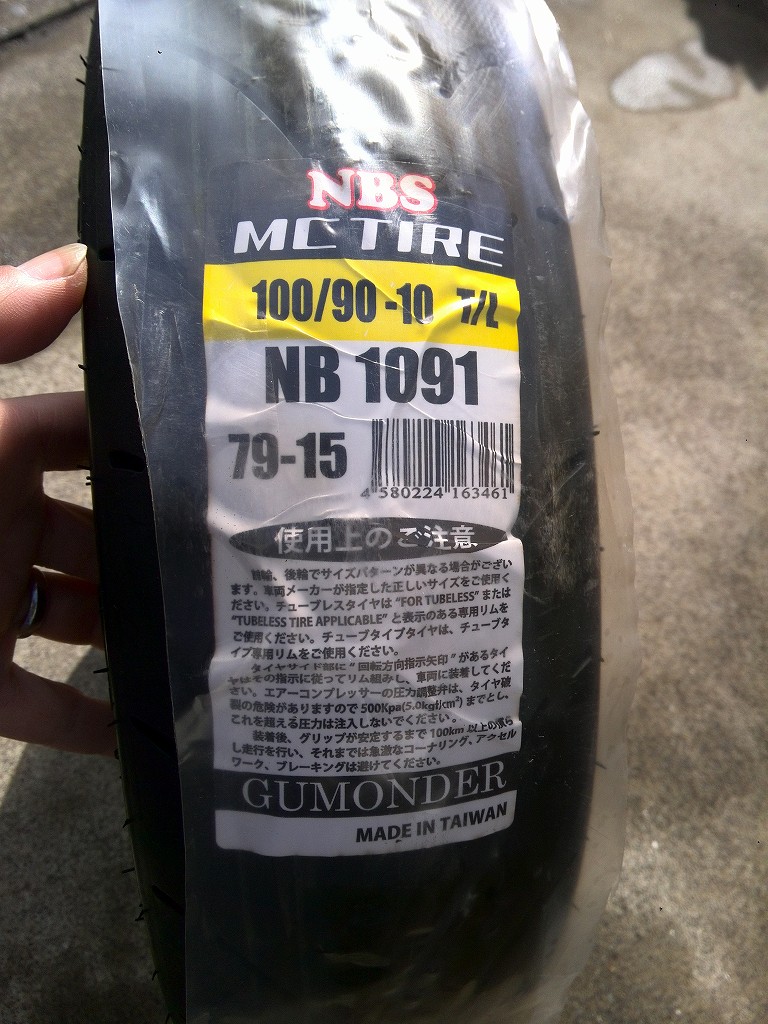 NBS
MC TIRE
100/90-10 T/L
NB 1091
79-15
4 580224 163461
使用上のご注意
前輪、後輪でサイズパターンが異なる場合がござい
ます。車両メーカーが指定した正しいサイズをご使用く
ださい。チューブレスタイヤは "FOR TUBELESS" または
"TUBELESS TIRE APPLICABLE" と表示のある専用リムを
ご使用ください。チューブタイプタイヤは、チューブタ
イプ専用リムをご使用ください。
タイヤサイド部に "回転方向指示矢印" があるタイ
ヤはその指示に従ってリム組みし、車両に装着してくだ
さい。エアーコンプレッサーの圧力調整弁は、タイヤ破
裂の危険がありますので 500Kpa(5.0kgf/cm²) までとし、
これを超える圧力は注入しないでください。
装着後、グリップが安定するまで 100km 以上の慣ら
し走行を行い、それまでは急激なコーナリング、アクセル
ワーク、ブレーキングは避けてください。
GUMONDER
MADE IN TAIWAN